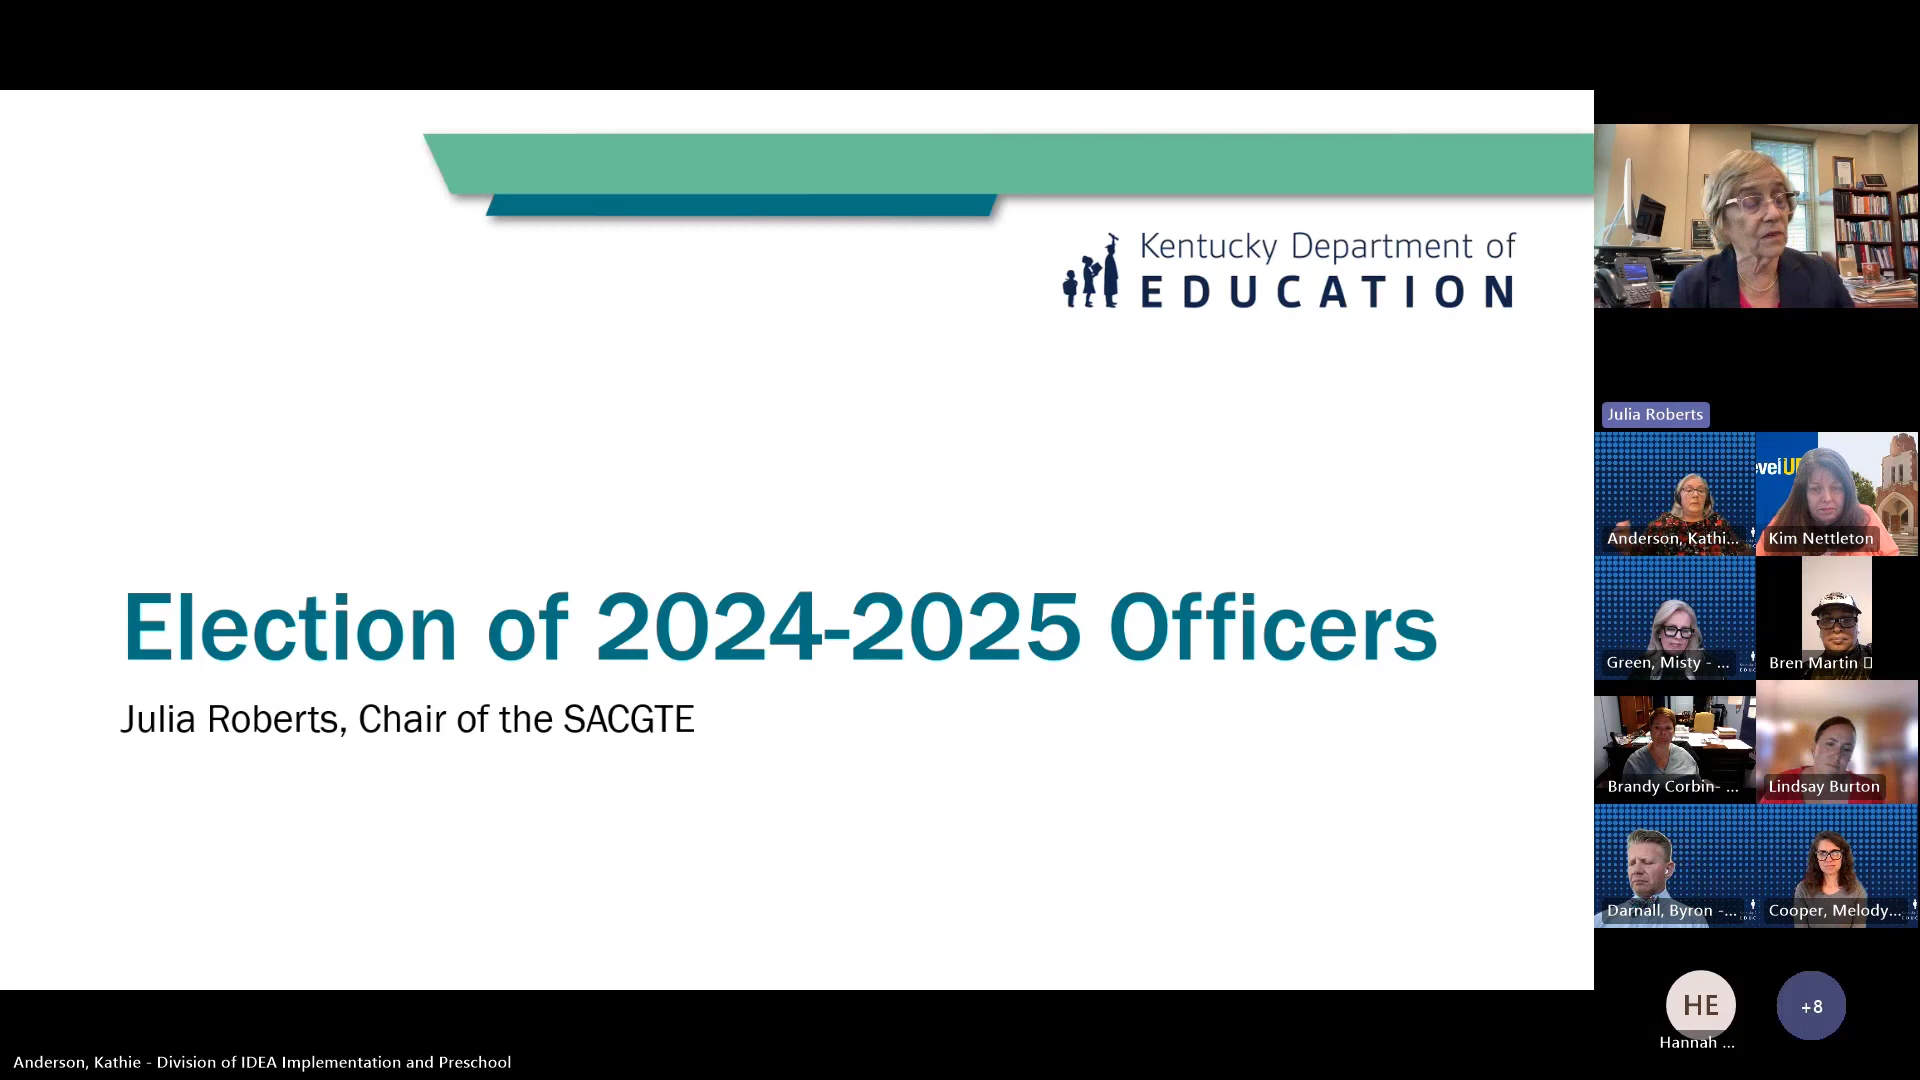 Kentucky Department of
EDUCATION
Election of 2024-2025 Officers
Julia Roberts, Chair of the SACGTE
Julia Roberts
Anderson, Kathi...
evelUP
Kim Nettleton
Green, Misty - ...
Bren Martin
Brandy Corbin- ...
Lindsay Burton
Darnall, Byron -...
Cooper, Melody...
HE
+8
Hannah ...
Anderson, Kathie - Division of IDEA Implementation and Preschool